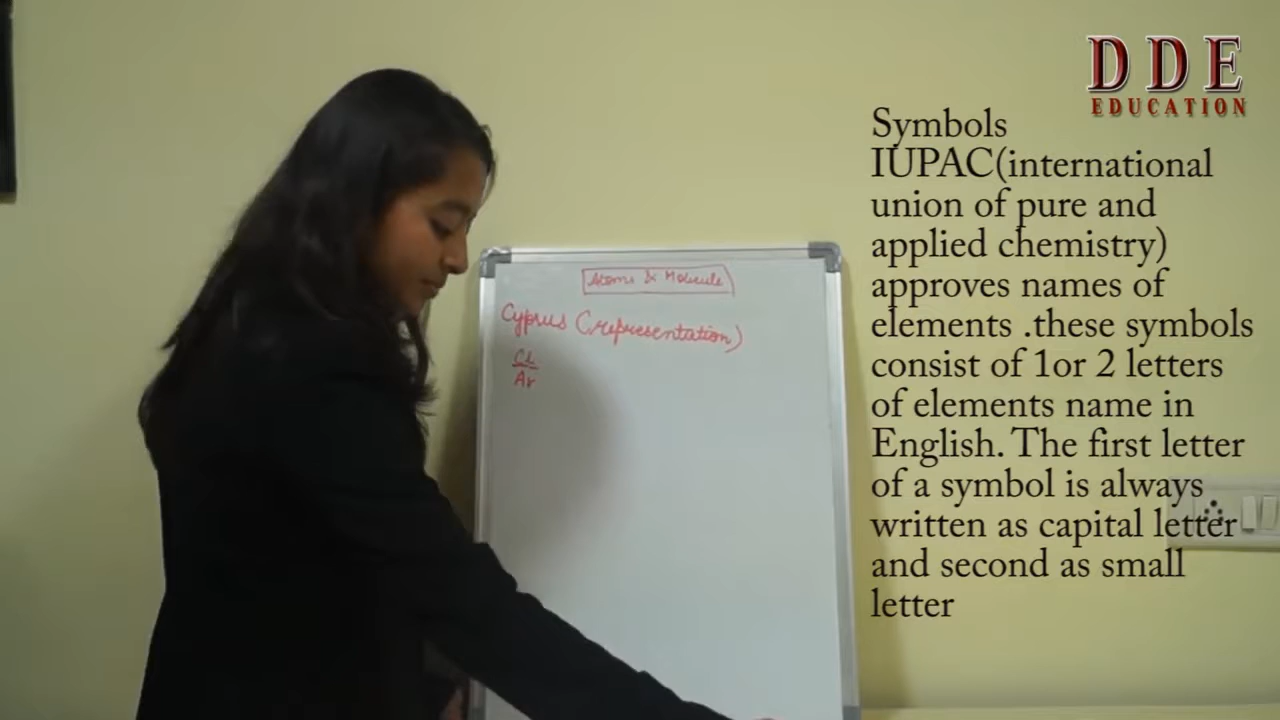 DDE
EDUCATION
Symbols
IUPAC(international
union of pure and
applied chemistry)
approves names of
elements .these symbols
consist of 1or 2 letters
of elements name in
English. The first letter
of a symbol is always
written as capital letter
and second as small
letter
Atoms & Molecule
Cyprus (representation)
CL
Ar